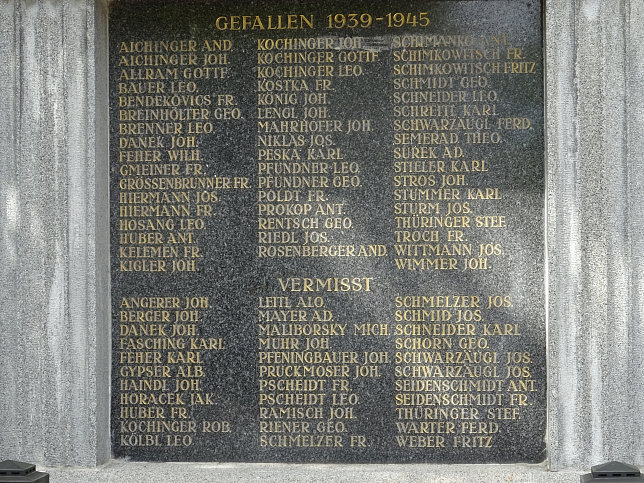 GEFALLEN 1939-1945
AICHINGER AND.
AICHINGER JOH.
ALLRAM GOTTF.
BAUER LEO.
BENDEKOVICS FR.
BREINHÖLTER GEO.
BRENNER LEO.
DANEK JOH.
FEHER WILH.
GMEINER FR.
GRÖSSENBRUNNER FR.
HIERMANN JOS.
HIERMANN FR.
HOSANG LEO.
HUBER ANT.
KELEMEN FR.
KIGLER JOH.
KOCHINGER JOH.
KOCHINGER GOTTF.
KOCHINGER LEO.
KOSTKA FR.
KÖNIG JOH.
LENGL JOH.
MAHRHOFER JOH.
NIKLAS JOS.
PESKA KARL
PFUNDNER LEO.
PFUNDNER GEO.
POLDT FR.
PROKOP ANT.
RENTSCH GEO.
RIEDL JOS.
ROSENBERGER AND.
SCHIMANKO ANT.
SCHIMKOWITSCH FR.
SCHIMKOWITSCH FRITZ
SCHMIDT GEO.
SCHNEIDER LEO.
SCHREITL KARL
SCHWARZÄUGL FERD.
SEMERAD THEO.
SUREK AD.
STIELER KARL
STROS JOH.
STUMMER KARL
STURM JOS.
THÜRINGER STEF.
TROCH FR.
WITTMANN JOS.
WIMMER JOH.
VERMISST
ANGERER JOH.
BERGER JOH.
DANEK JOH.
FASCHING KARL
FEHER KARL
GYPSER ALB.
HAINDL JOH.
HORACEK JAK.
HUBER FR.
KOCHINGER ROB.
KÖLBL LEO.
LEITL ALO.
MAYER AD.
MALIBORSKY MICH.
MUHR JOH.
PFENINGBAUER JOH.
PRUCKMOSER JOH.
PSCHEIDT FR.
PSCHEIDT LEO.
RAMISCH JOH.
RIENER GEO.
SCHMELZER FR.
SCHMELZER JOS.
SCHMID JOS.
SCHNEIDER KARL
SCHORN GEO.
SCHWARZÄUGL JOS.
SCHWARZÄUGL JOS.
SEIDENSCHMIDT ANT.
SEIDENSCHMIDT FR.
THÜRINGER STEF.
WARTER FERD.
WEBER FRITZ